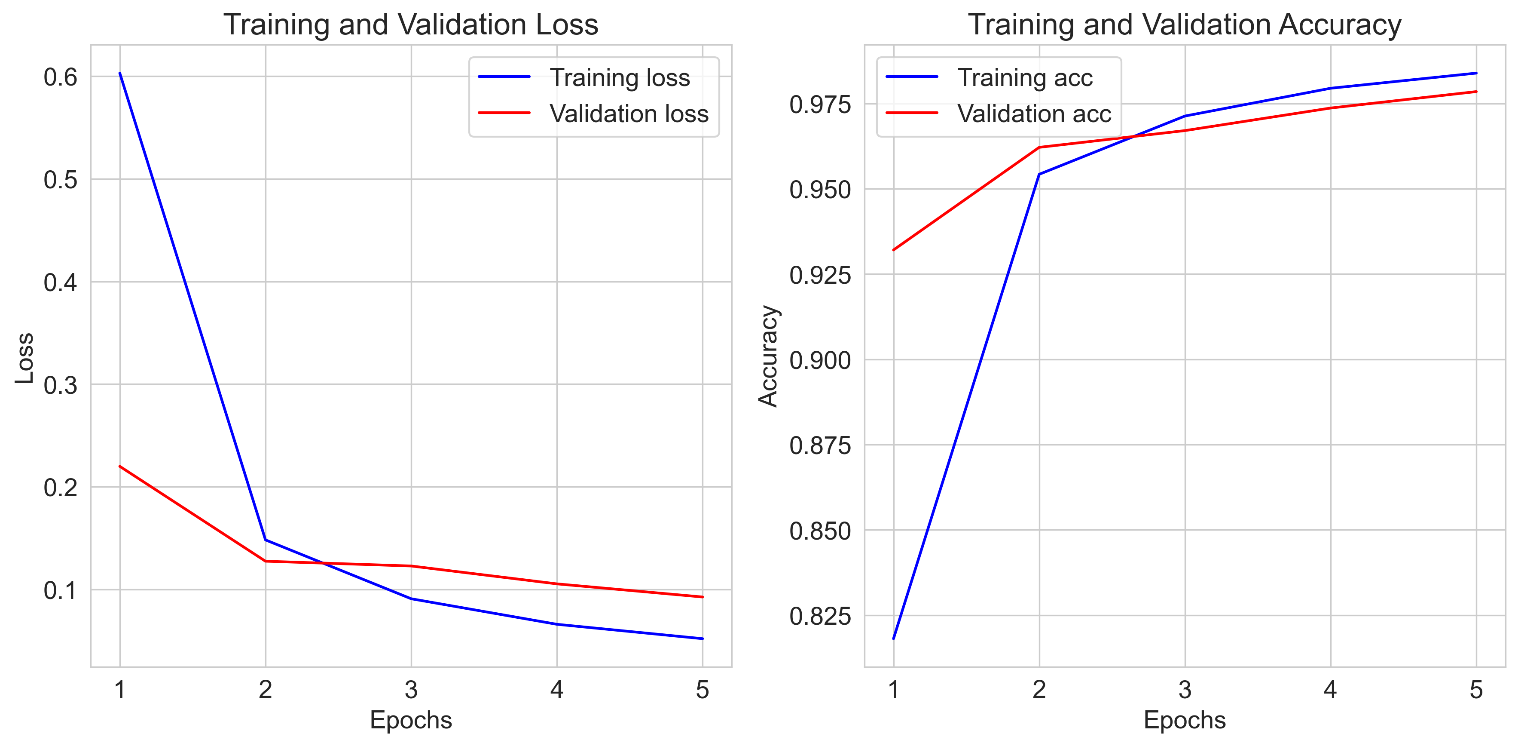 Training and Validation Loss
Training loss
Validation loss
0.6
0.5
0.4
0.3
0.2
0.1
Loss
1 2 3 4 5
Epochs
Training and Validation Accuracy
Training acc
Validation acc
0.975
0.950
0.925
0.900
0.875
0.850
0.825
Accuracy
1 2 3 4 5
Epochs